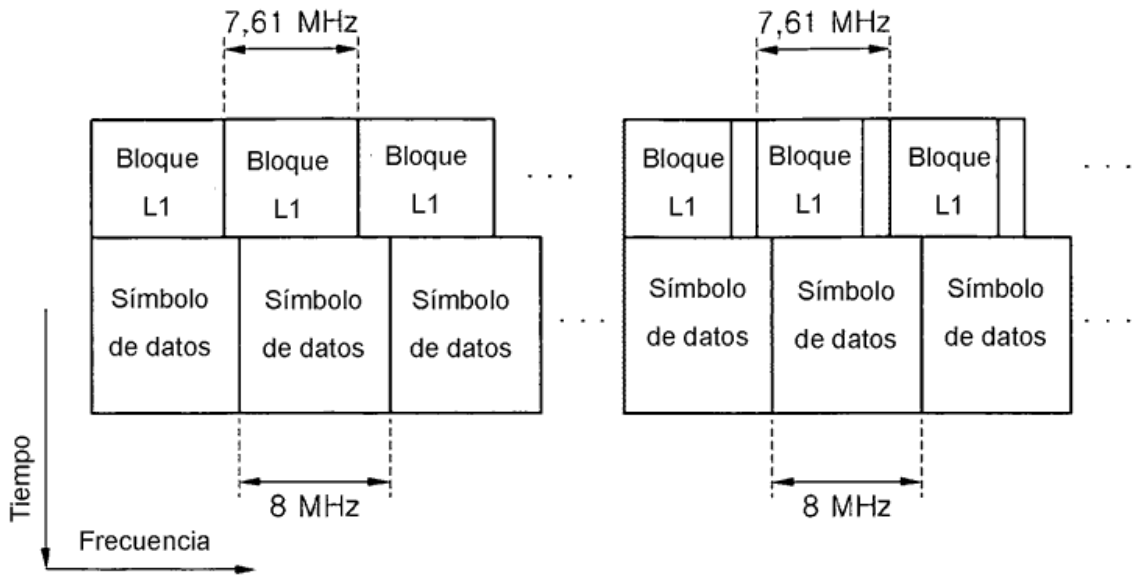 7,61 MHz
7,61 MHz
Bloque
L1
Bloque
L1
Bloque
L1
. . .
Bloque
L1
Bloque
L1
Bloque
L1
. . .
Símbolo
de datos
Símbolo
de datos
Símbolo
de datos
. . .
Símbolo
de datos
Símbolo
de datos
Símbolo
de datos
. . .
8 MHz
8 MHz
Tiempo
Frecuencia